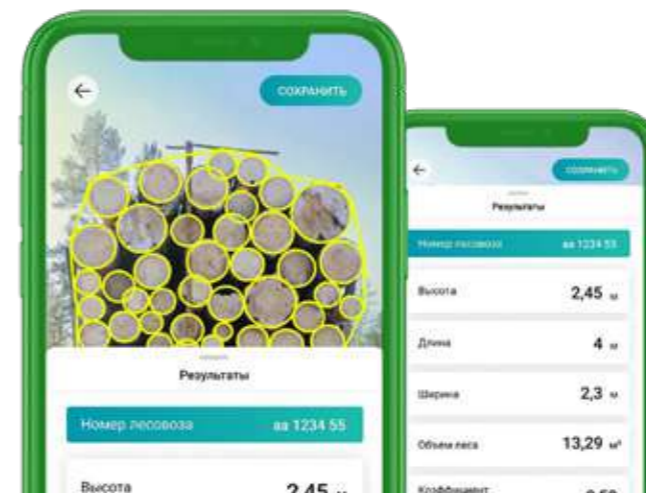 СОХРАНИТЬ
Результаты
Номер лесовоза аа 1234 55
Высота 2,45 м
СОХРАНИТЬ
Результаты
Номер лесовоза аа 1234 55
Высота 2,45 м
Длина 4 м
Ширина 2,3 м
Объем леса 13,29 м³
Коэффициент